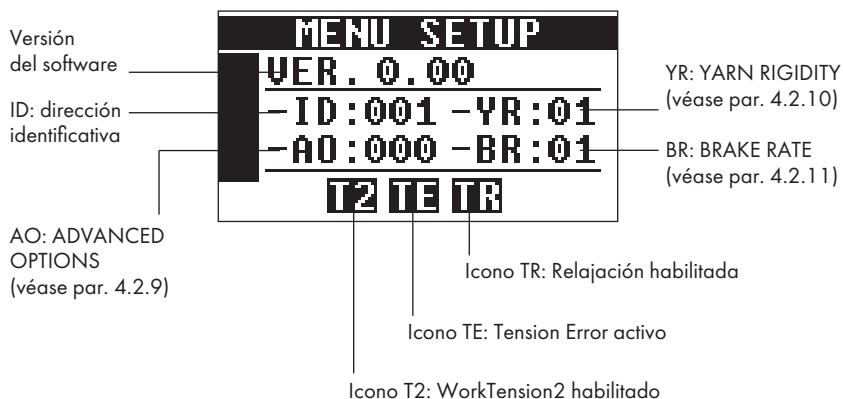 MENU SETUP
VER. 0.00
-ID:001 -YR:01
-AO:000 -BR:01
T2 TE TR
Versión
del software
ID: dirección
identificativa
AO: ADVANCED
OPTIONS
(véase par. 4.2.9)
YR: YARN RIGIDITY
(véase par. 4.2.10)
BR: BRAKE RATE
(véase par. 4.2.11)
Icono TR: Relajación habilitada
Icono TE: Tension Error activo
Icono T2: WorkTension2 habilitado